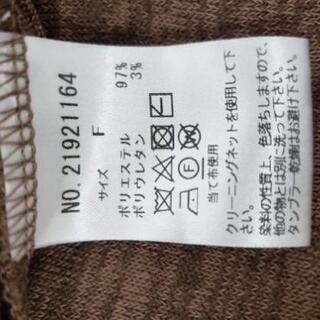 NO. 21921164
サイズ F
ポリエステル 97%
ポリウレタン 3%
F
当て布使用
クリーニングネットを使用して下
さい。
染料の性質上、色落ちしますので、
他の物とは別に洗って下さい。
タンブラー乾燥はお避け下さい。